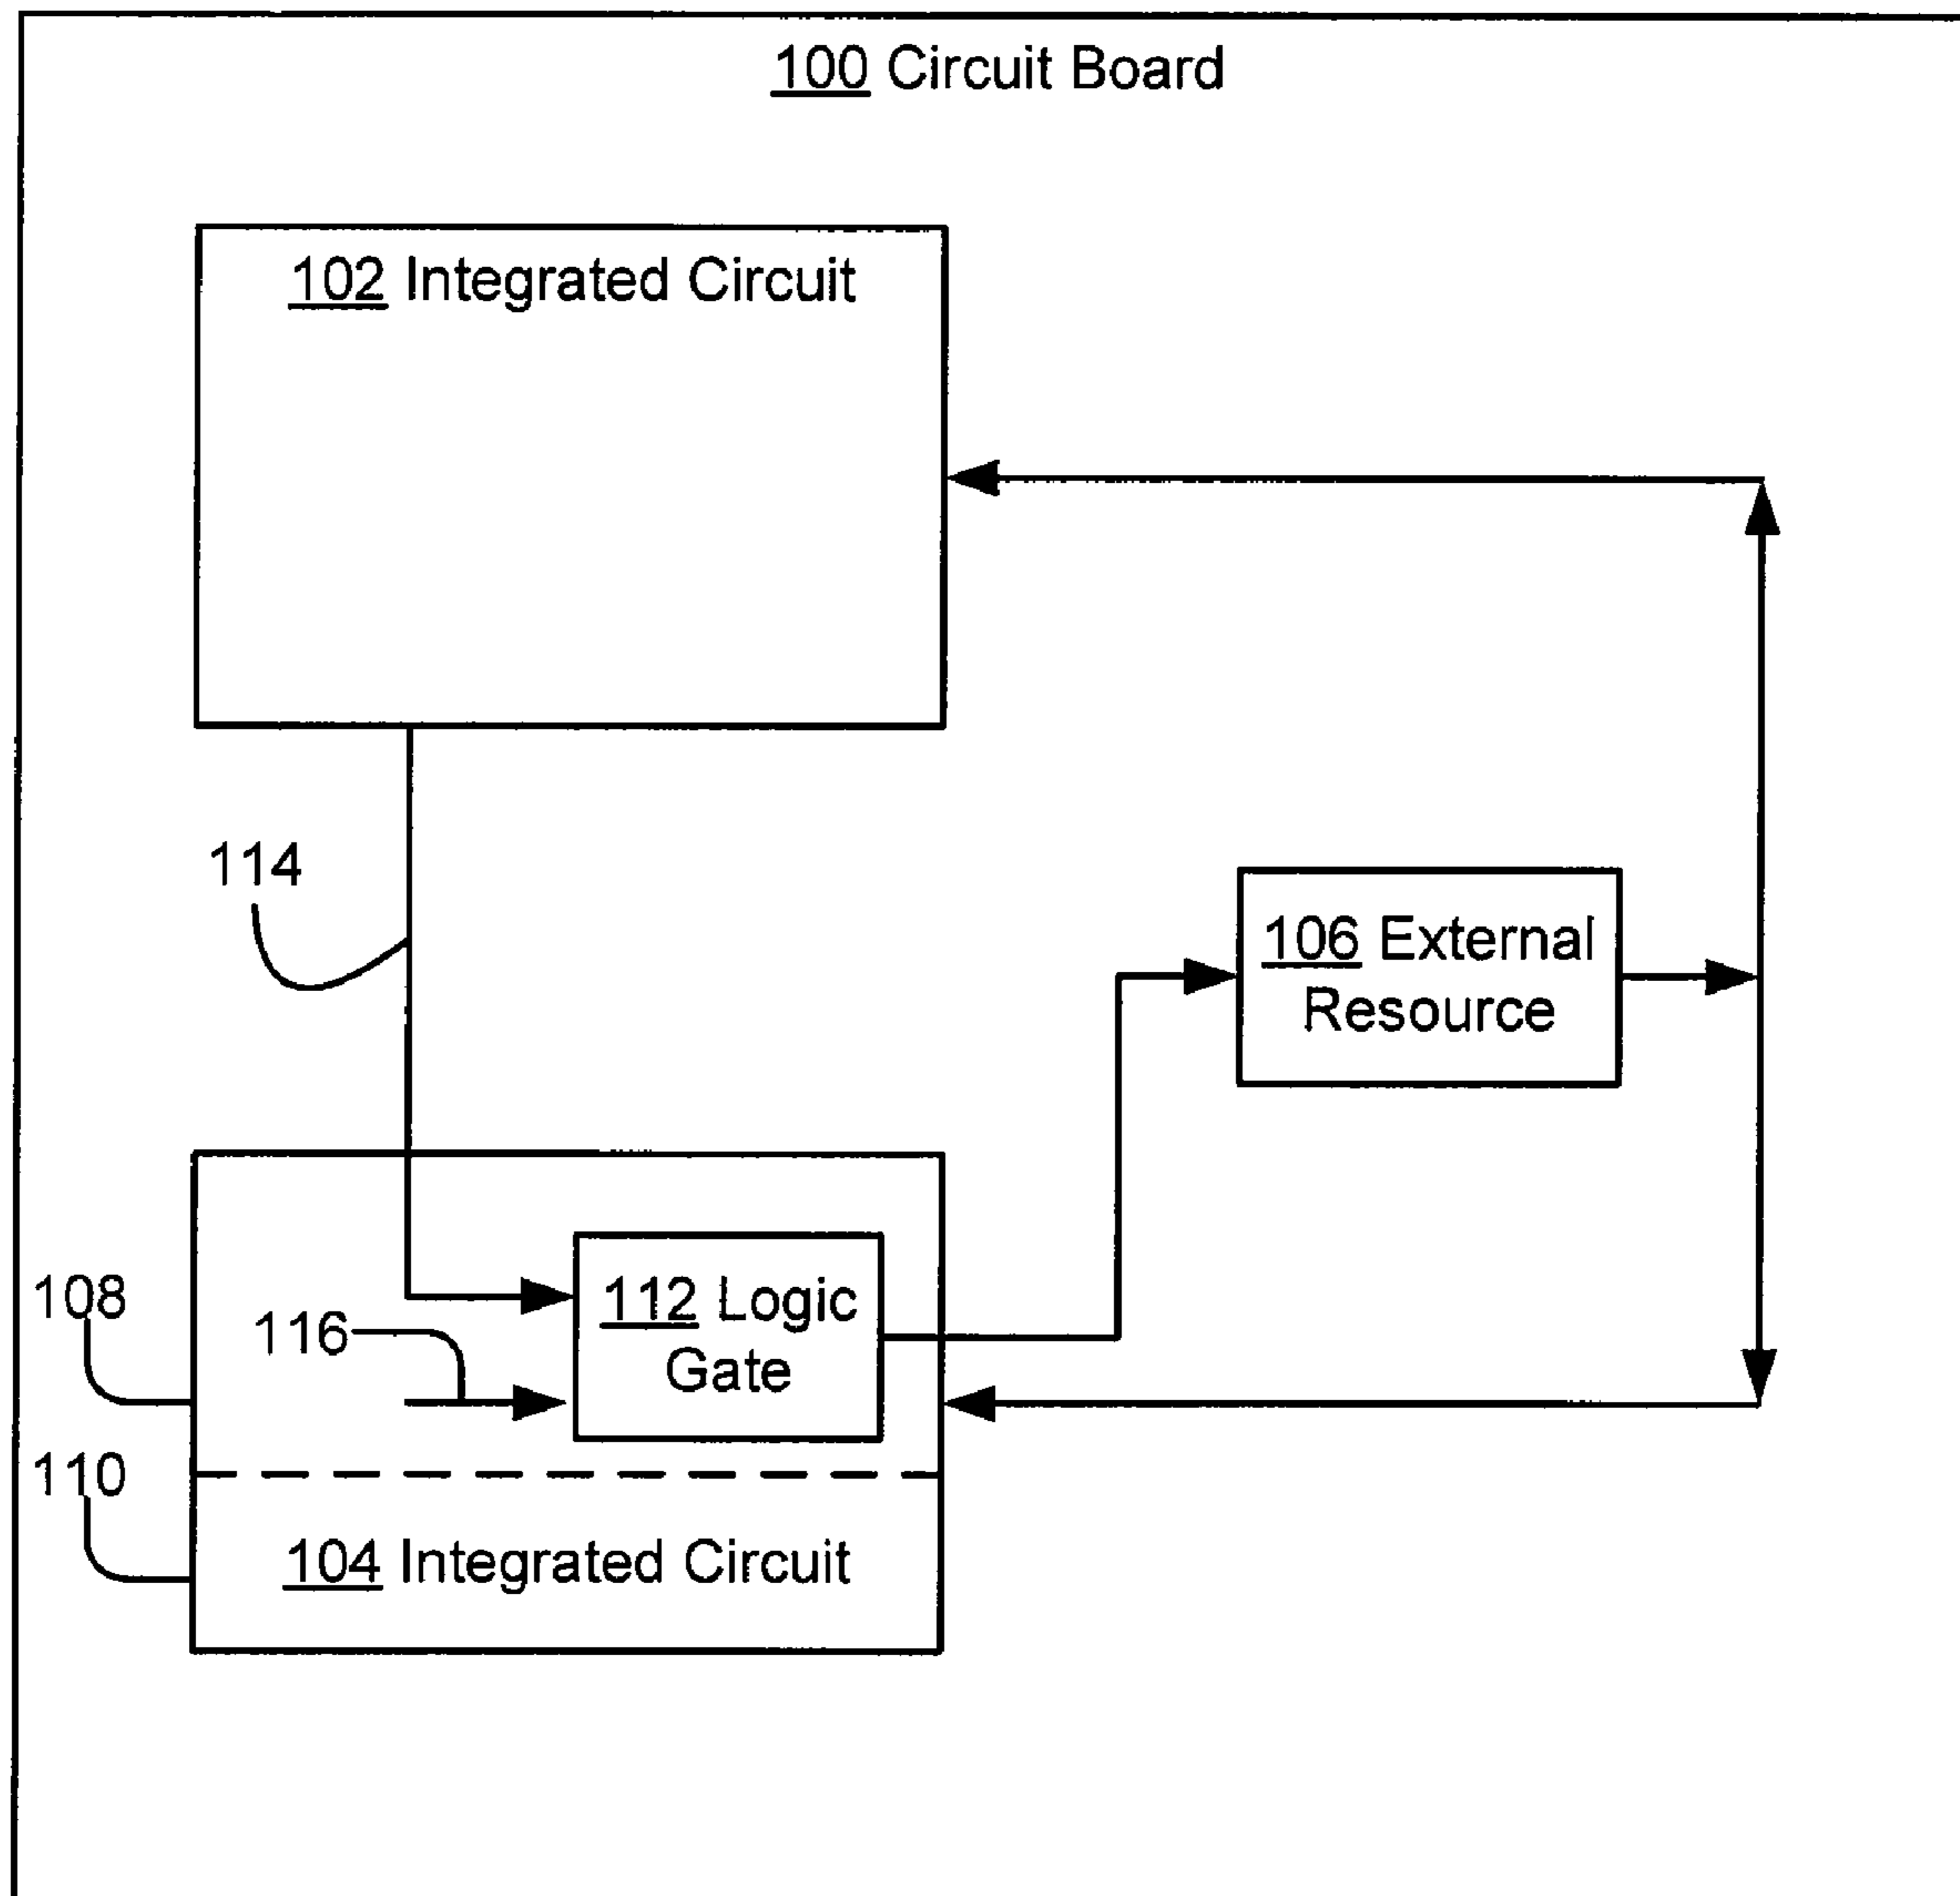 100 Circuit Board
102 Integrated Circuit
114
106 External
Resource
108
112 Logic
Gate
116
110
104 Integrated Circuit